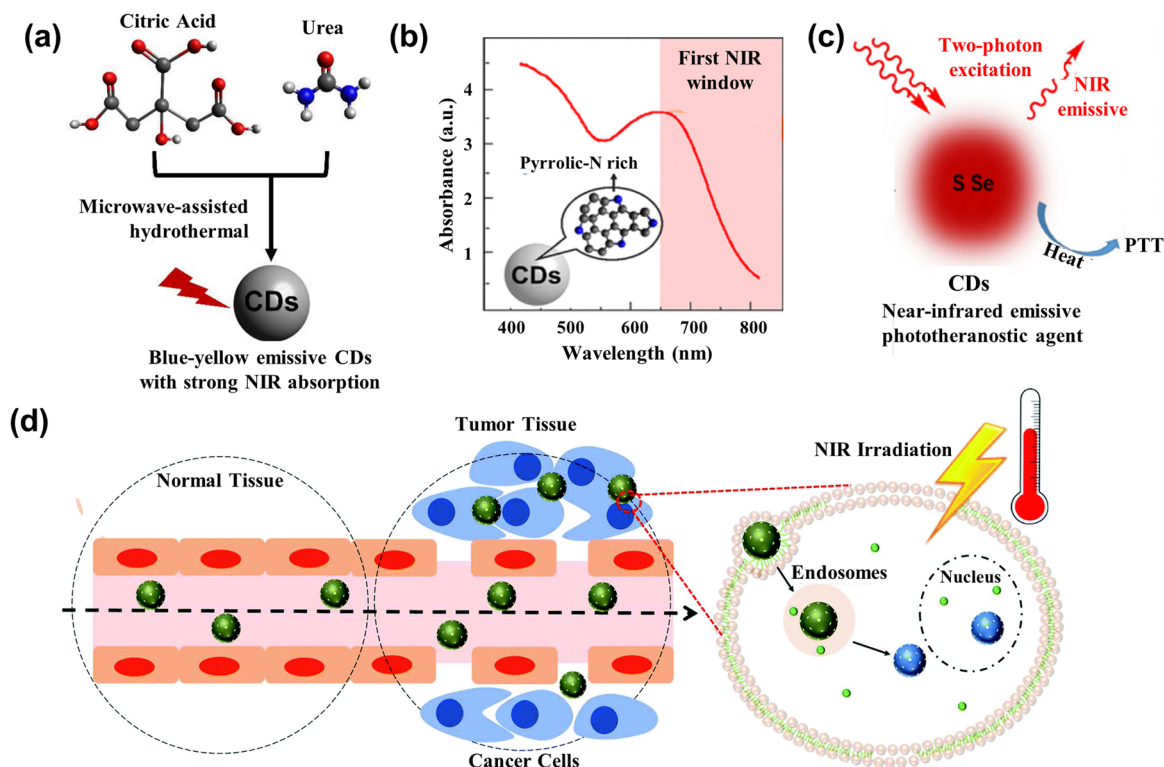 (a)
Citric Acid
Urea
Microwave-assisted
hydrothermal
CDs
Blue-yellow emissive CDs
with strong NIR absorption
(b)
First NIR
window
Pyrrolic-N rich
CDs
Absorbance (a.u.)
4
3
2
1
400
500
600
700
800
Wavelength (nm)
(c)
Two-photon
excitation
NIR
emissive
S Se
Heat
PTT
CDs
Near-infrared emissive
phototheranostic agent
(d)
Normal Tissue
Tumor Tissue
Cancer Cells
NIR Irradiation
Endosomes
Nucleus